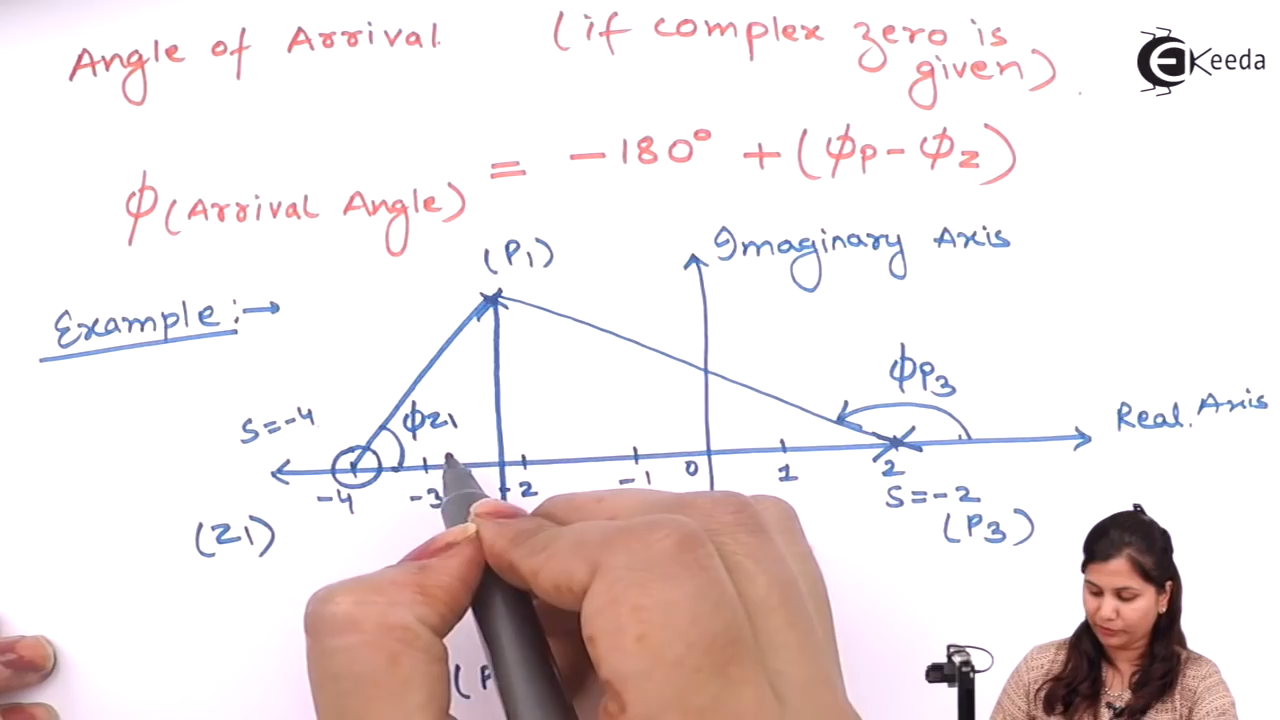 Angle of Arrival (if complex zero is given)
EKeeda
ϕ(Arrival Angle) = -180° + (ϕp - ϕz)
(P1)
Imaginary Axis
Example:→
ϕP3
s=-4
ϕz1
Real. Axis
-4 -3 -2 -1 0 1 2
s=-2
(z1)
(P3)